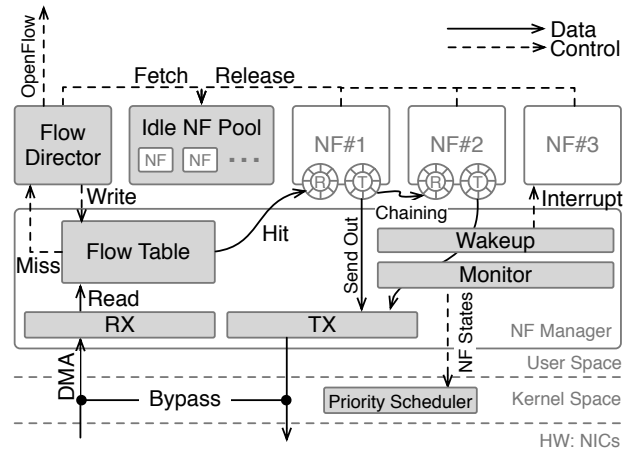 OpenFlow
Data
Control
Fetch
Release
Flow
Director
Idle NF Pool
NF
NF
NF#1
NF#2
NF#3
R
T
R
T
Write
Interrupt
Chaining
Flow Table
Hit
Miss
Send Out
Wakeup
Monitor
Read
RX
TX
NF States
NF Manager
User Space
DMA
Bypass
Priority Scheduler
Kernel Space
HW: NICs